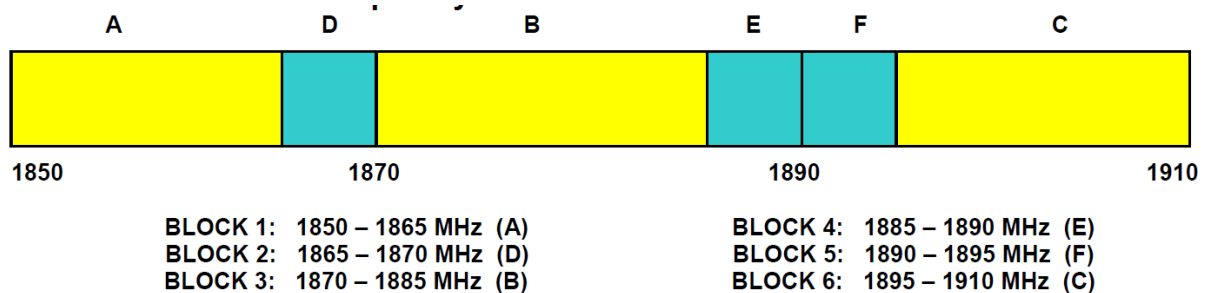 A D B E F C
1850 1870 1890 1910
BLOCK 1: 1850 – 1865 MHz (A) BLOCK 4: 1885 – 1890 MHz (E)
BLOCK 2: 1865 – 1870 MHz (D) BLOCK 5: 1890 – 1895 MHz (F)
BLOCK 3: 1870 – 1885 MHz (B) BLOCK 6: 1895 – 1910 MHz (C)